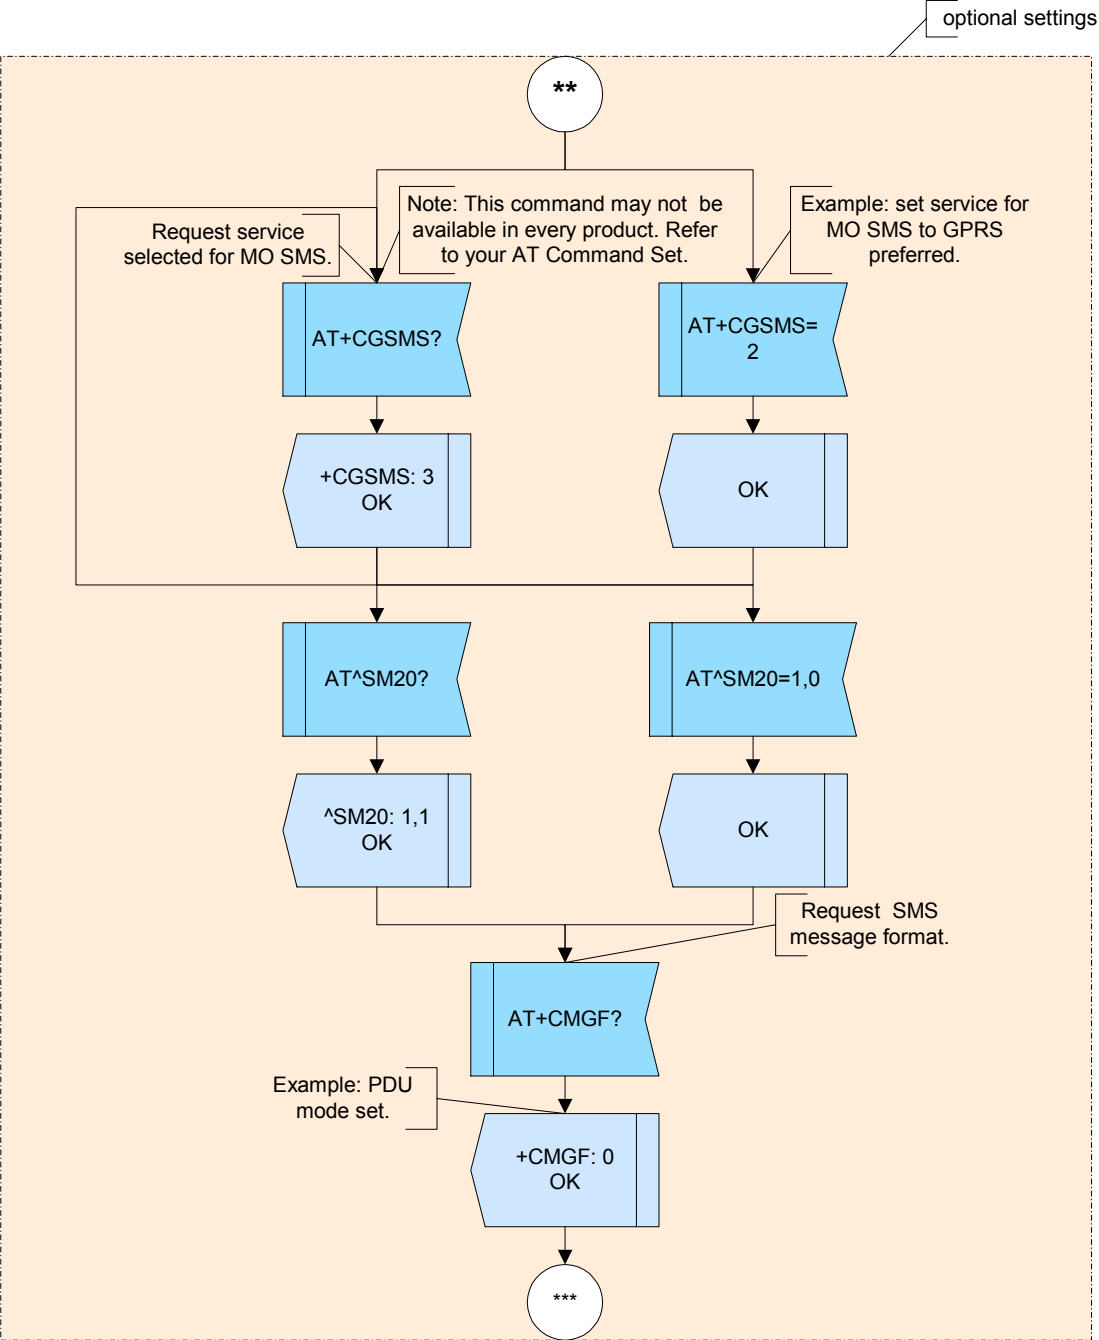 optional settings
**
Request service
selected for MO SMS.
Note: This command may not be
available in every product. Refer
to your AT Command Set.
Example: set service for
MO SMS to GPRS
preferred.
AT+CGSMS?
AT+CGSMS=
2
+CGSMS: 3
OK
OK
AT^SM20?
AT^SM20=1,0
^SM20: 1,1
OK
OK
Request SMS
message format.
AT+CMGF?
Example: PDU
mode set.
+CMGF: 0
OK
***